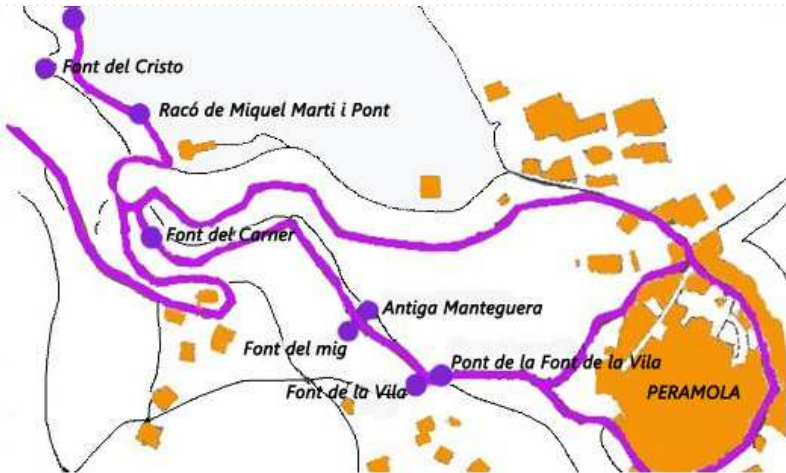 Font del Cristo
Racó de Miquel Marti i Pont
Font del Carner
Antiga Manteguera
Font del mig
Pont de la Font de la Vila
Font de la Vila
PERAMOLA